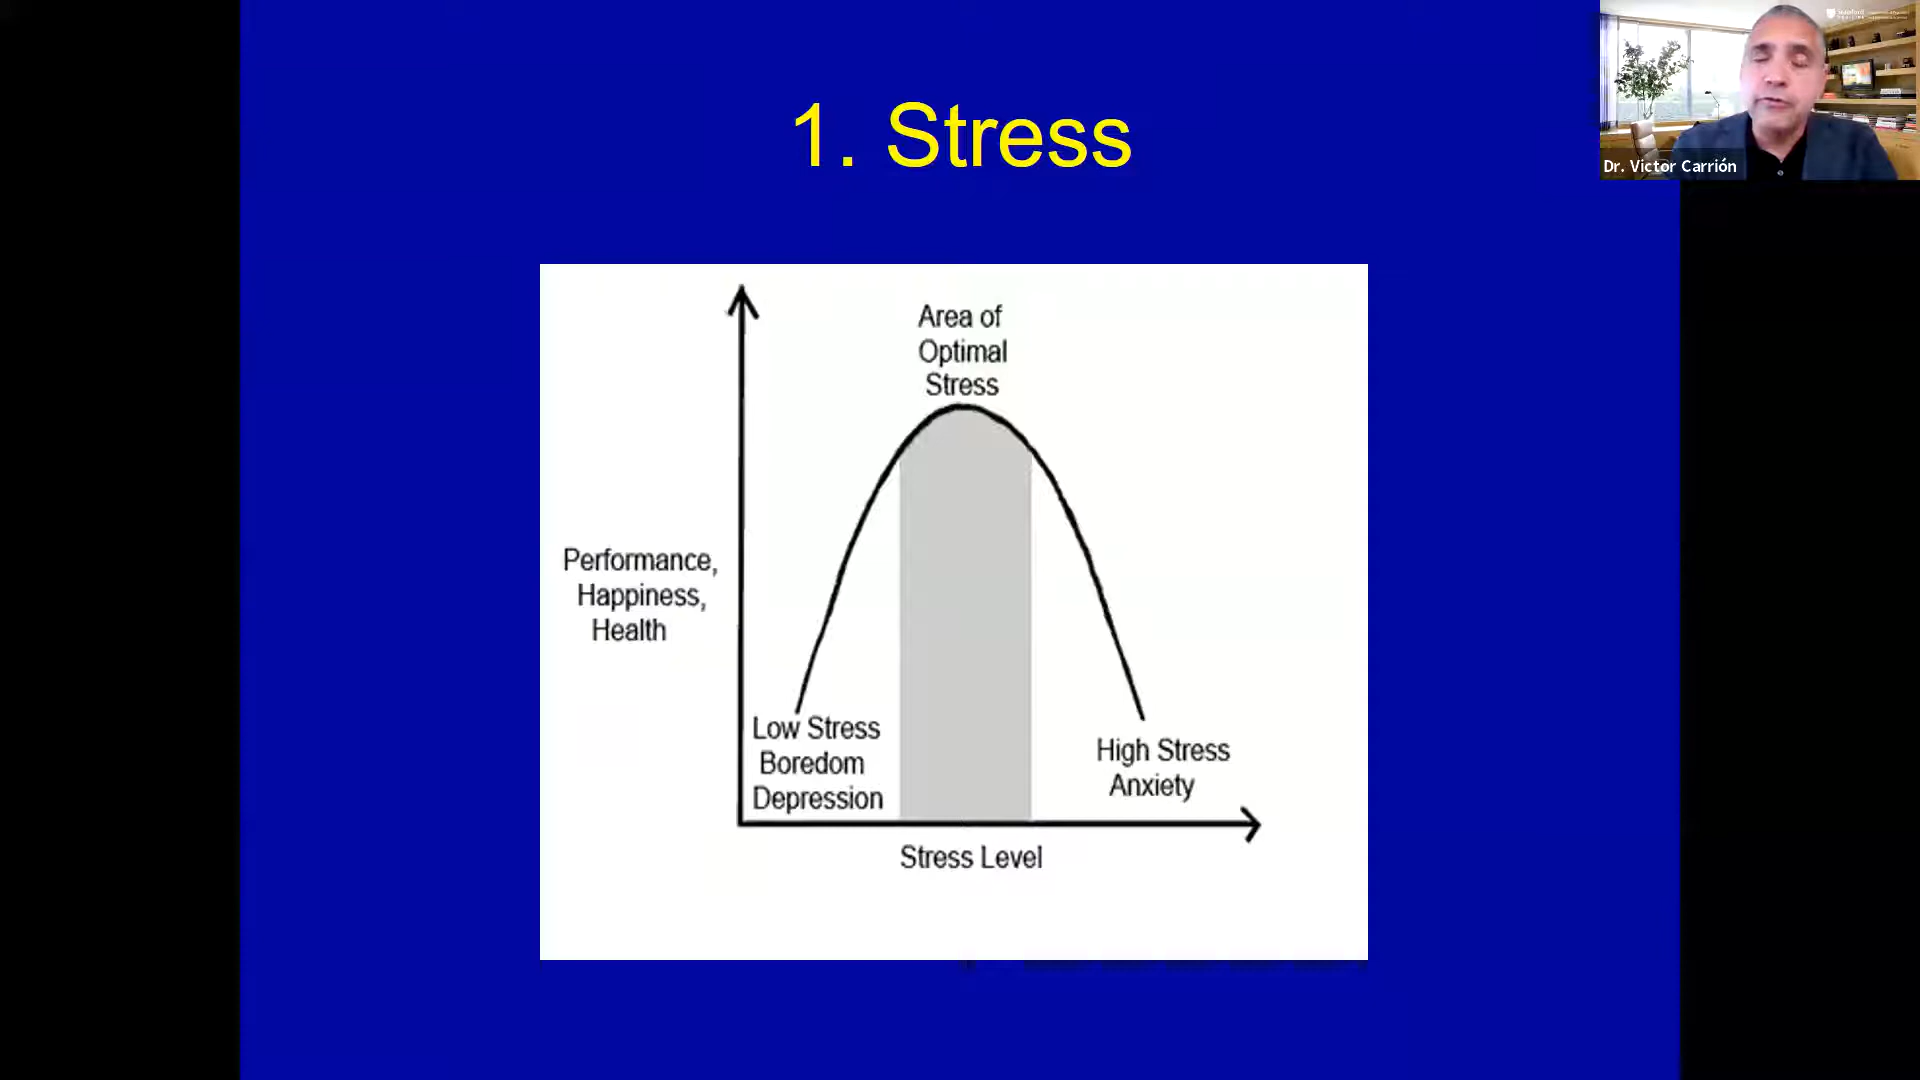 1. Stress
Area of
Optimal
Stress
Performance,
Happiness,
Health
Low Stress
Boredom
Depression
High Stress
Anxiety
Stress Level
Stanford
Dr. Victor Carrión